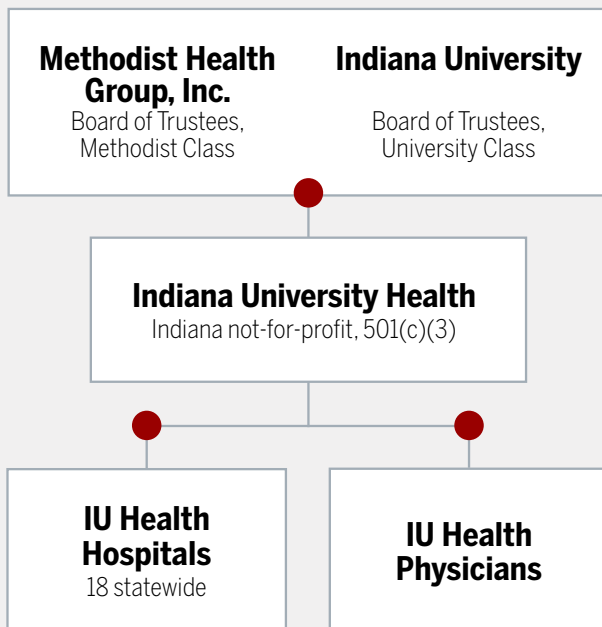 Methodist Health
Group, Inc.
Board of Trustees,
Methodist Class
Indiana University
Board of Trustees,
University Class
Indiana University Health
Indiana not-for-profit, 501(c)(3)
IU Health
Hospitals
18 statewide
IU Health
Physicians